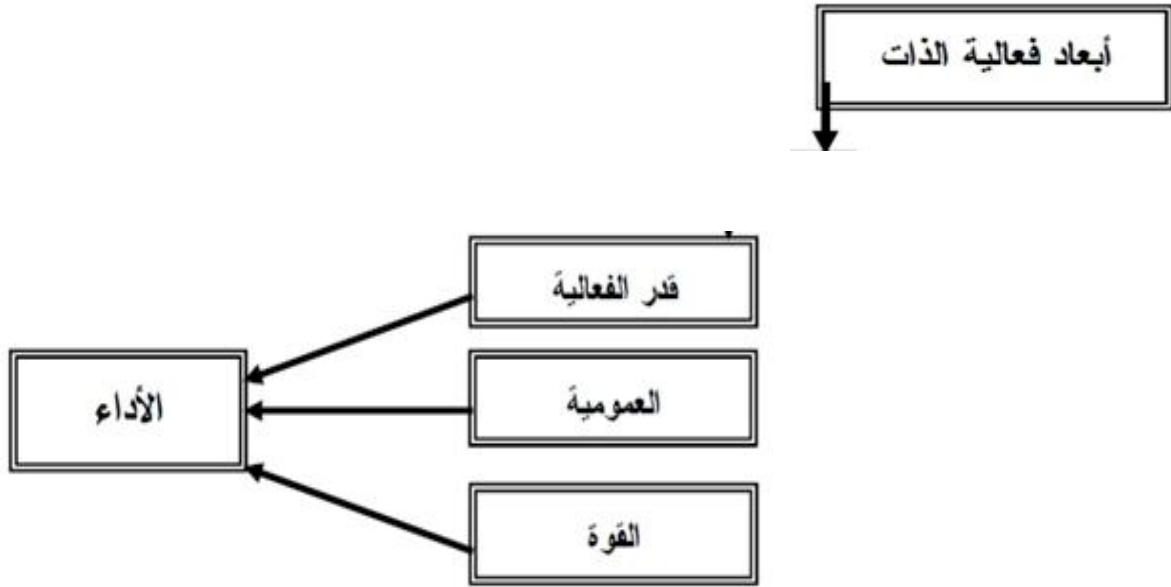 أبعاد فعالية الذات
قدر الفعالية
العمومية
الأداء
القوة